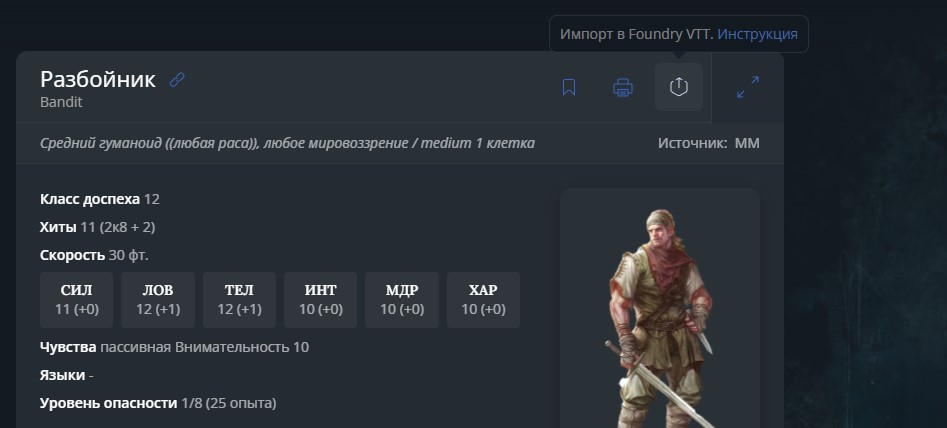 Импорт в Foundry VTT. Инструкция
Разбойник
Bandit
Средний гуманоид ((любая раса)), любое мировоззрение / medium 1 клетка
Источник: MM
Класс доспеха 12
Хиты 11 (2к8 + 2)
Скорость 30 фт.
СИЛ ЛОВ ТЕЛ ИНТ МДР ХАР
11 (+0) 12 (+1) 12 (+1) 10 (+0) 10 (+0) 10 (+0)
Чувства пассивная Внимательность 10
Языки -
Уровень опасности 1/8 (25 опыта)